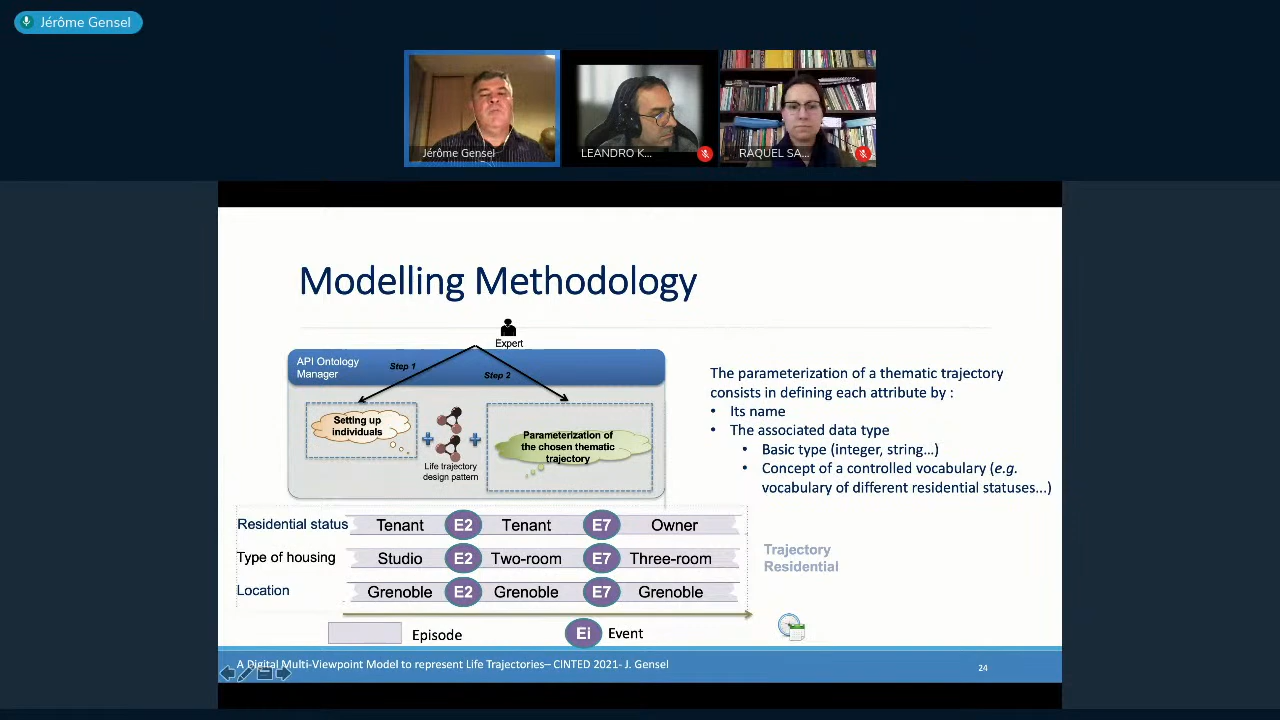 Jérôme Gensel
Jérôme Gensel
LEANDRO K...
RAQUEL SA...
Modelling Methodology
Expert
API Ontology
Manager
Step 1
Step 2
Setting up
individuals
Life trajectory
design pattern
Parameterization of
the chosen thematic
trajectory
The parameterization of a thematic trajectory
consists in defining each attribute by :
• Its name
• The associated data type
• Basic type (integer, string...)
• Concept of a controlled vocabulary (e.g.
vocabulary of different residential statuses...)
Residential status Tenant E2 Tenant E7 Owner
Type of housing Studio E2 Two-room E7 Three-room
Location Grenoble E2 Grenoble E7 Grenoble
Trajectory
Residential
Episode
Ei Event
A Digital Multi-Viewpoint Model to represent Life Trajectories– CINTED 2021- J. Gensel
24